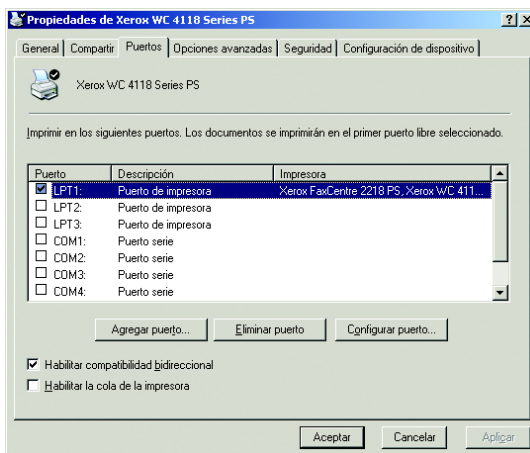 Propiedades de Xerox WC 4118 Series PS
General Compartir Puertos Opciones avanzadas Seguridad Configuración de dispositivo
Xerox WC 4118 Series PS
Imprimir en los siguientes puertos. Los documentos se imprimirán en el primer puerto libre seleccionado.
Puerto Descripción Impresora
LPT1: Puerto de impresora Xerox FaxCentre 2218 PS, Xerox WC 411...
LPT2: Puerto de impresora
LPT3: Puerto de impresora
COM1: Puerto serie
COM2: Puerto serie
COM3: Puerto serie
COM4: Puerto serie
Agregar puerto... Eliminar puerto Configurar puerto...
Habilitar compatibilidad bidireccional
Habilitar la cola de la impresora
Aceptar Cancelar Aplicar